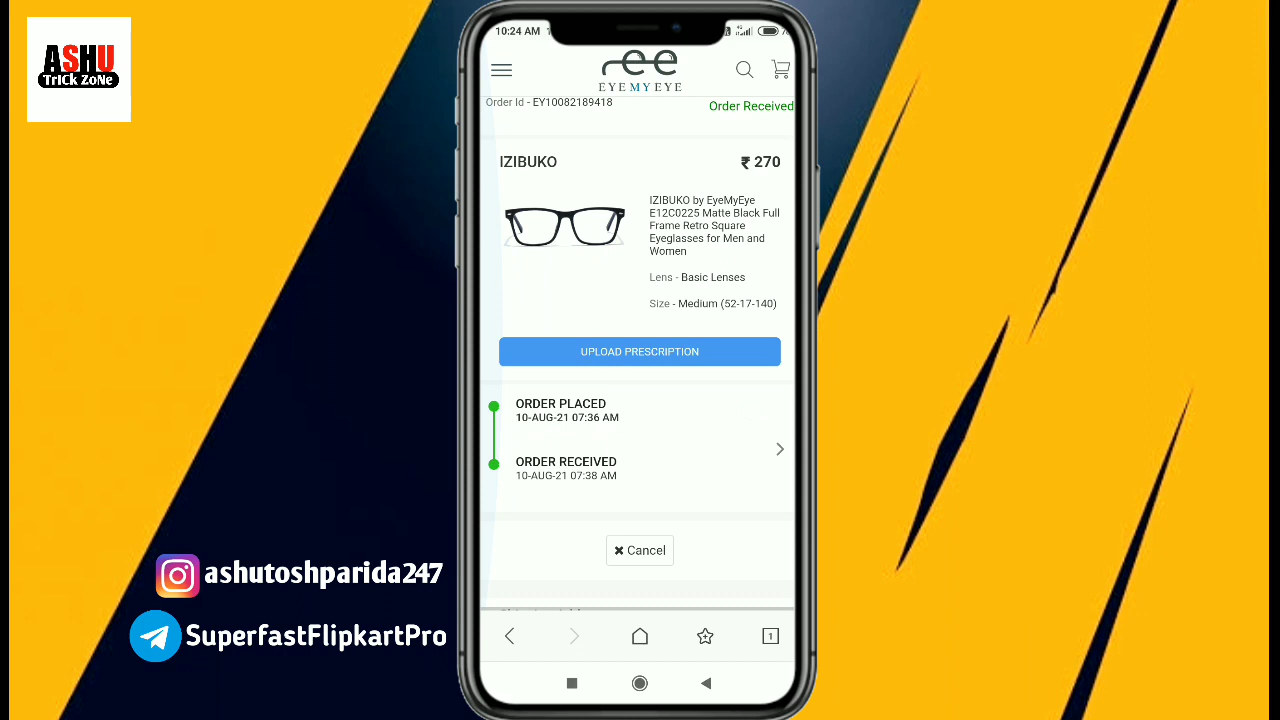 ASHU
TrICK ZoNe
10:24 AM
EYEMYEYE
Order Id - EY10082189418
Order Received
IZIBUKO
₹ 270
IZIBUKO by EyeMyEye
E12C0225 Matte Black Full
Frame Retro Square
Eyeglasses for Men and
Women
Lens - Basic Lenses
Size - Medium (52-17-140)
UPLOAD PRESCRIPTION
ORDER PLACED
10-AUG-21 07:36 AM
ORDER RECEIVED
10-AUG-21 07:38 AM
✖ Cancel
1
ashutoshparida247
SuperfastFlipkartPro